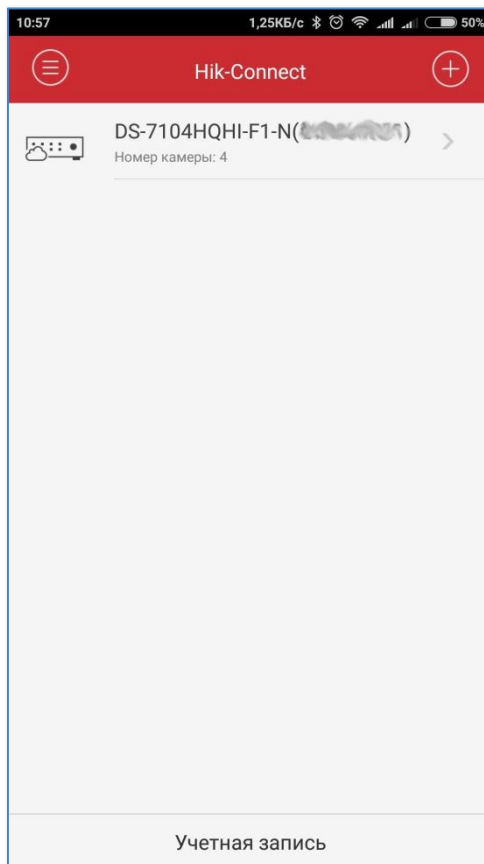 10:57 1,25КБ/с 50%
Hik-Connect
DS-7104HQHI-F1-N( )
Номер камеры: 4
Учетная запись